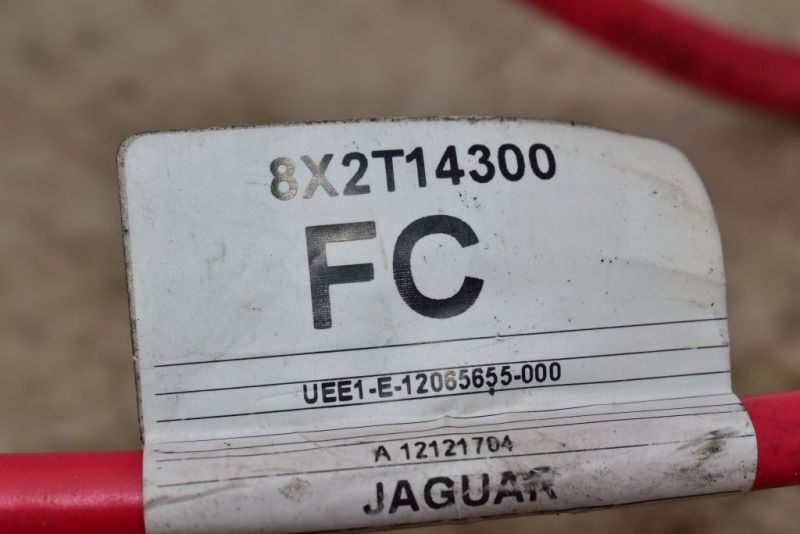 8X2T14300
FC
UEE1-E-12065655-000
A 12121704
JAGUAR